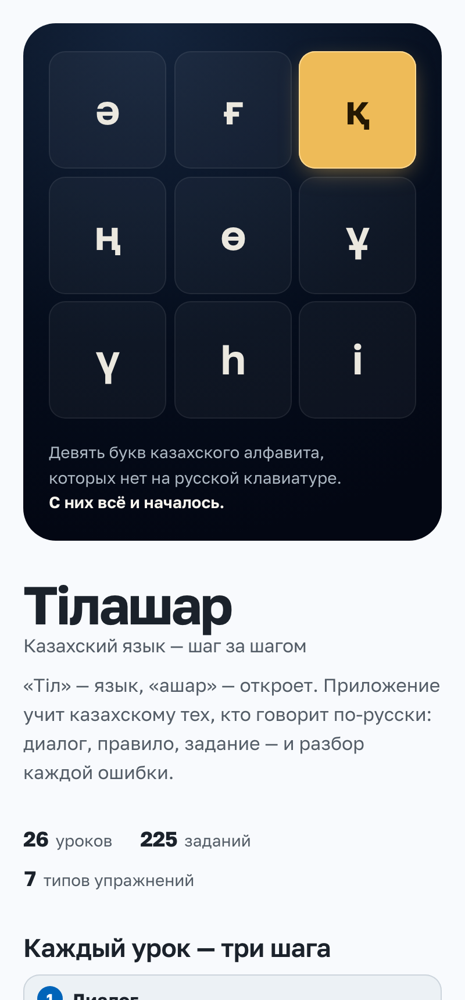 ә ғ қ
ң ө ұ
ү һ і
Девять букв казахского алфавита,
которых нет на русской клавиатуре.
С них всё и началось.
Тілашар
Казахский язык — шаг за шагом
«Тіл» — язык, «ашар» — откроет. Приложение
учит казахскому тех, кто говорит по-русски:
диалог, правило, задание — и разбор
каждой ошибки.
26 уроков 225 заданий
7 типов упражнений
Каждый урок — три шага
1 Диалог